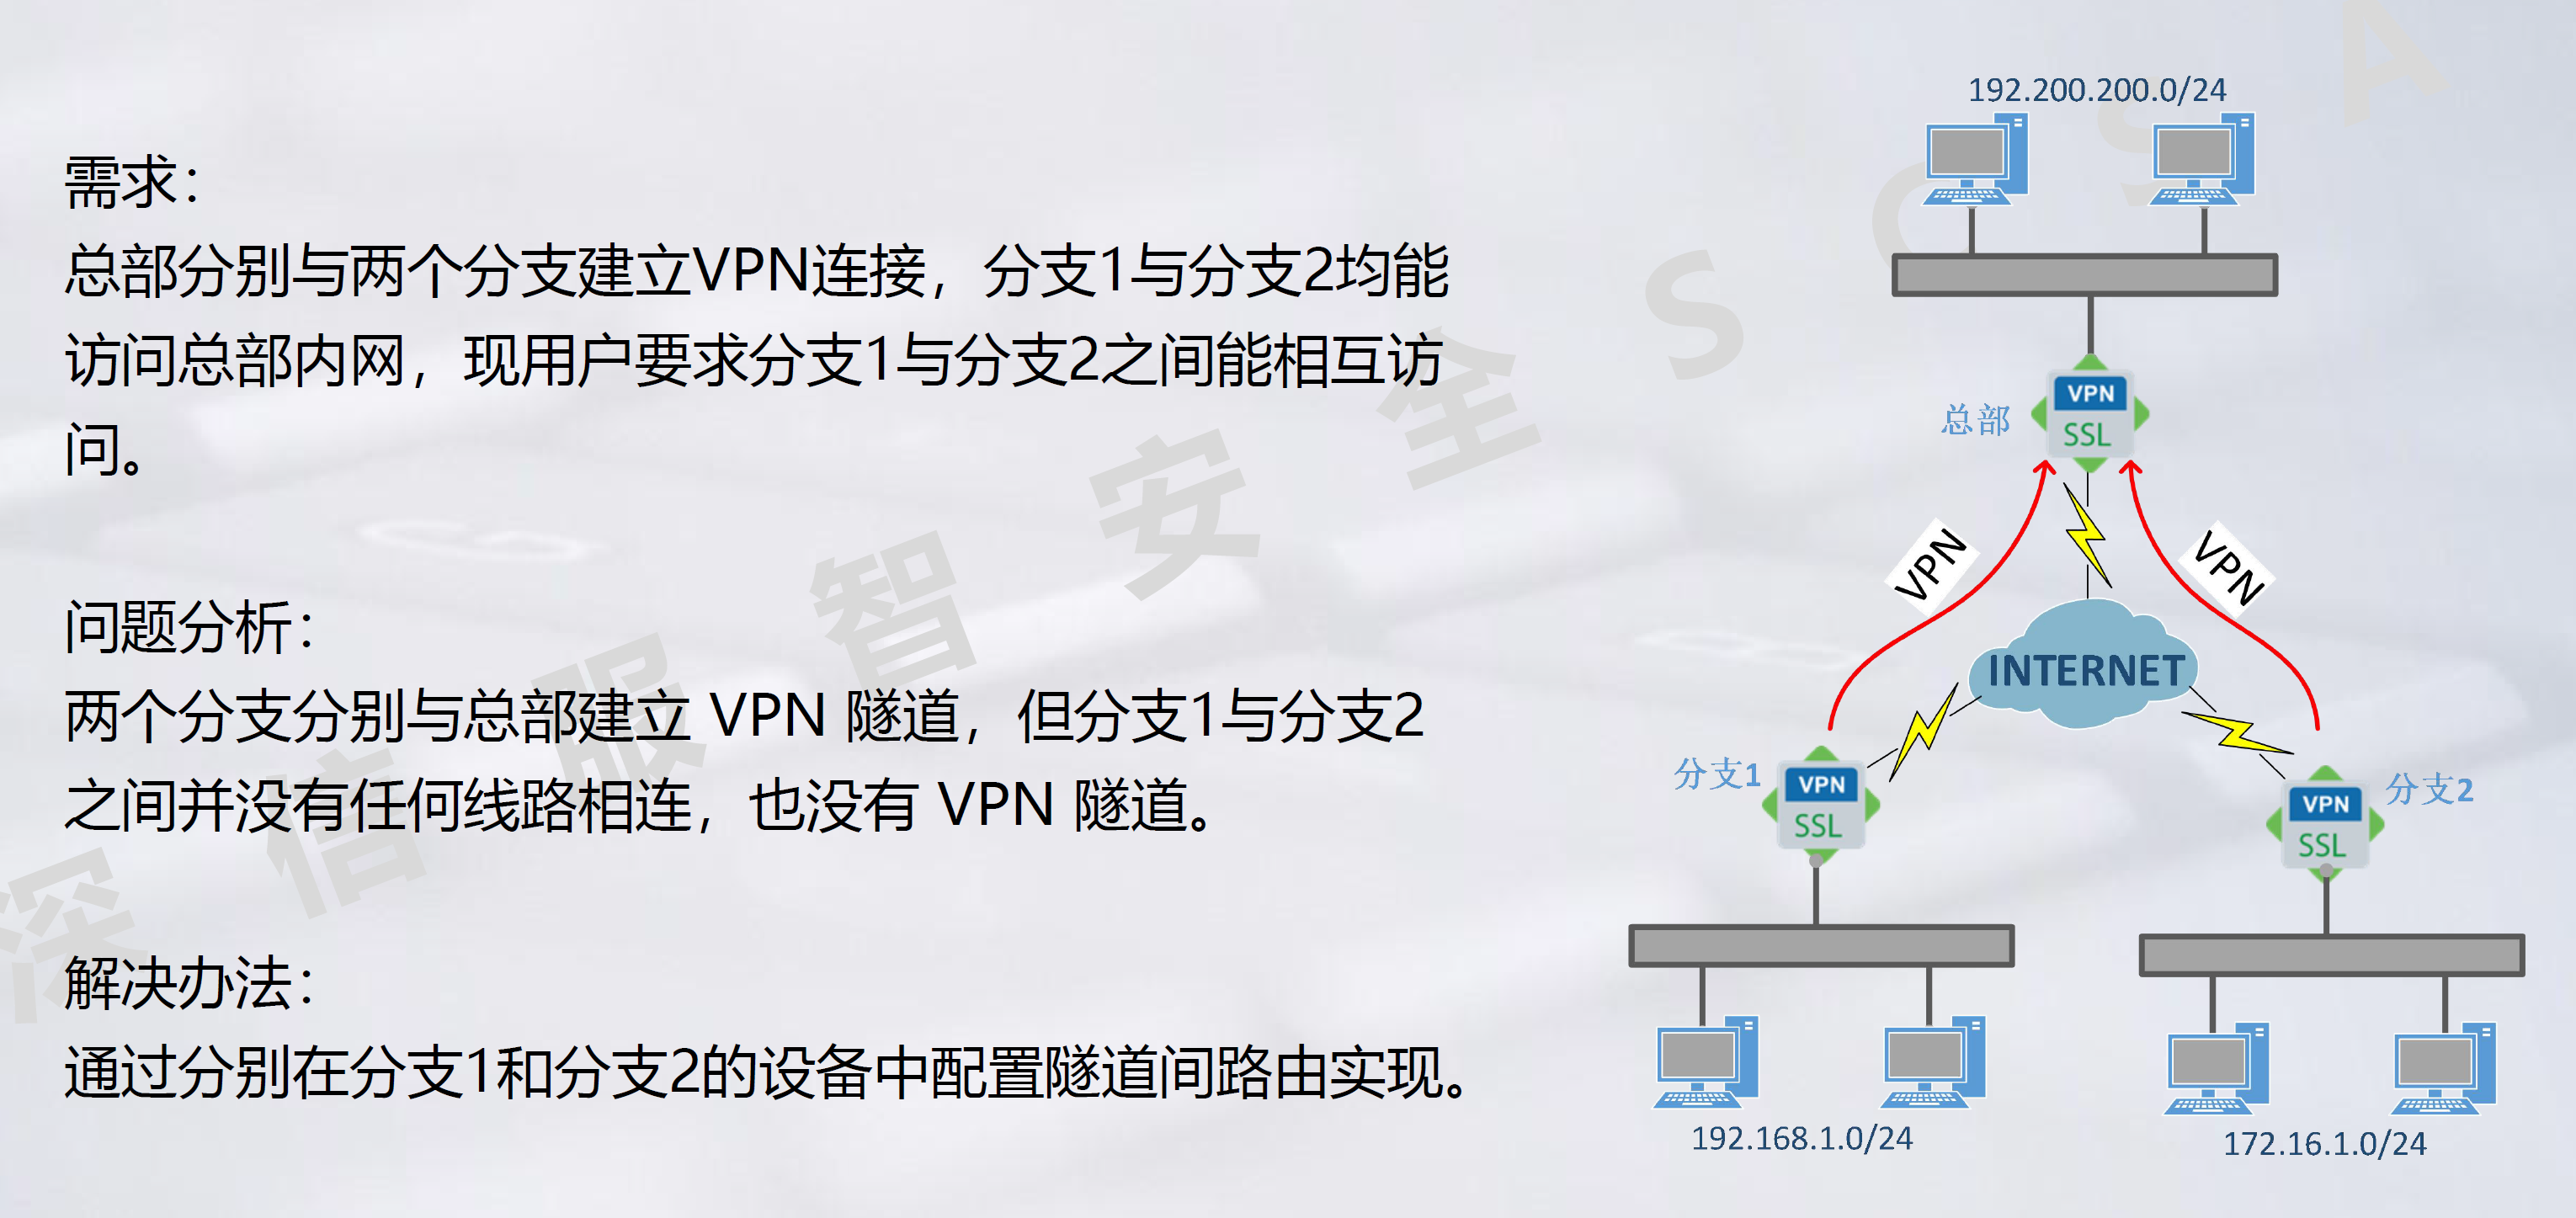 需求：
总部分别与两个分支建立VPN连接，分支1与分支2均能
访问总部内网，现用户要求分支1与分支2之间能相互访
问。
问题分析：
两个分支分别与总部建立 VPN 隧道，但分支1与分支2
之间并没有任何线路相连，也没有 VPN 隧道。
解决办法：
通过分别在分支1和分支2的设备中配置隧道间路由实现。
192.200.200.0/24
总部
VPN
SSL
VPN
VPN
INTERNET
分支1
VPN
SSL
分支2
VPN
SSL
192.168.1.0/24
172.16.1.0/24
深信服智安全SCSA